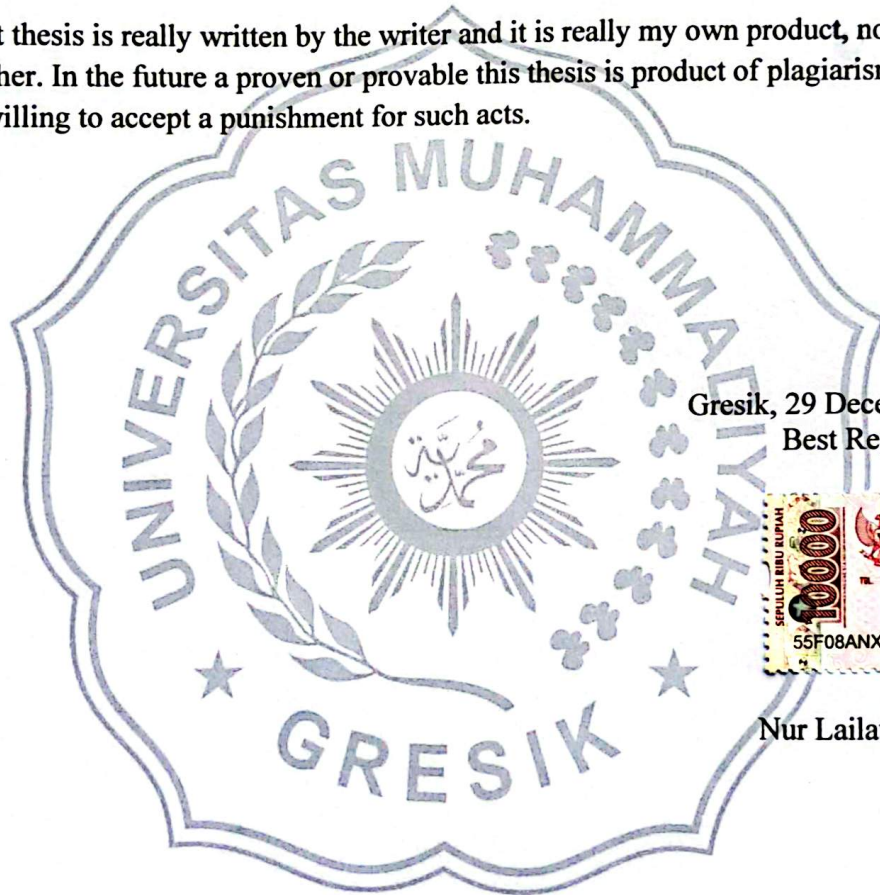 t thesis is really written by the writer and it is really my own product, no
her. In the future a proven or provable this thesis is product of plagiarism
willing to accept a punishment for such acts.
UNIVERSITAS MUHAMMADIYAH
محمدية
GRESIK
Gresik, 29 Dece
Best Re
SEPULUH RIBU RUPIAH
10000
55F08ANX
Nur Laila